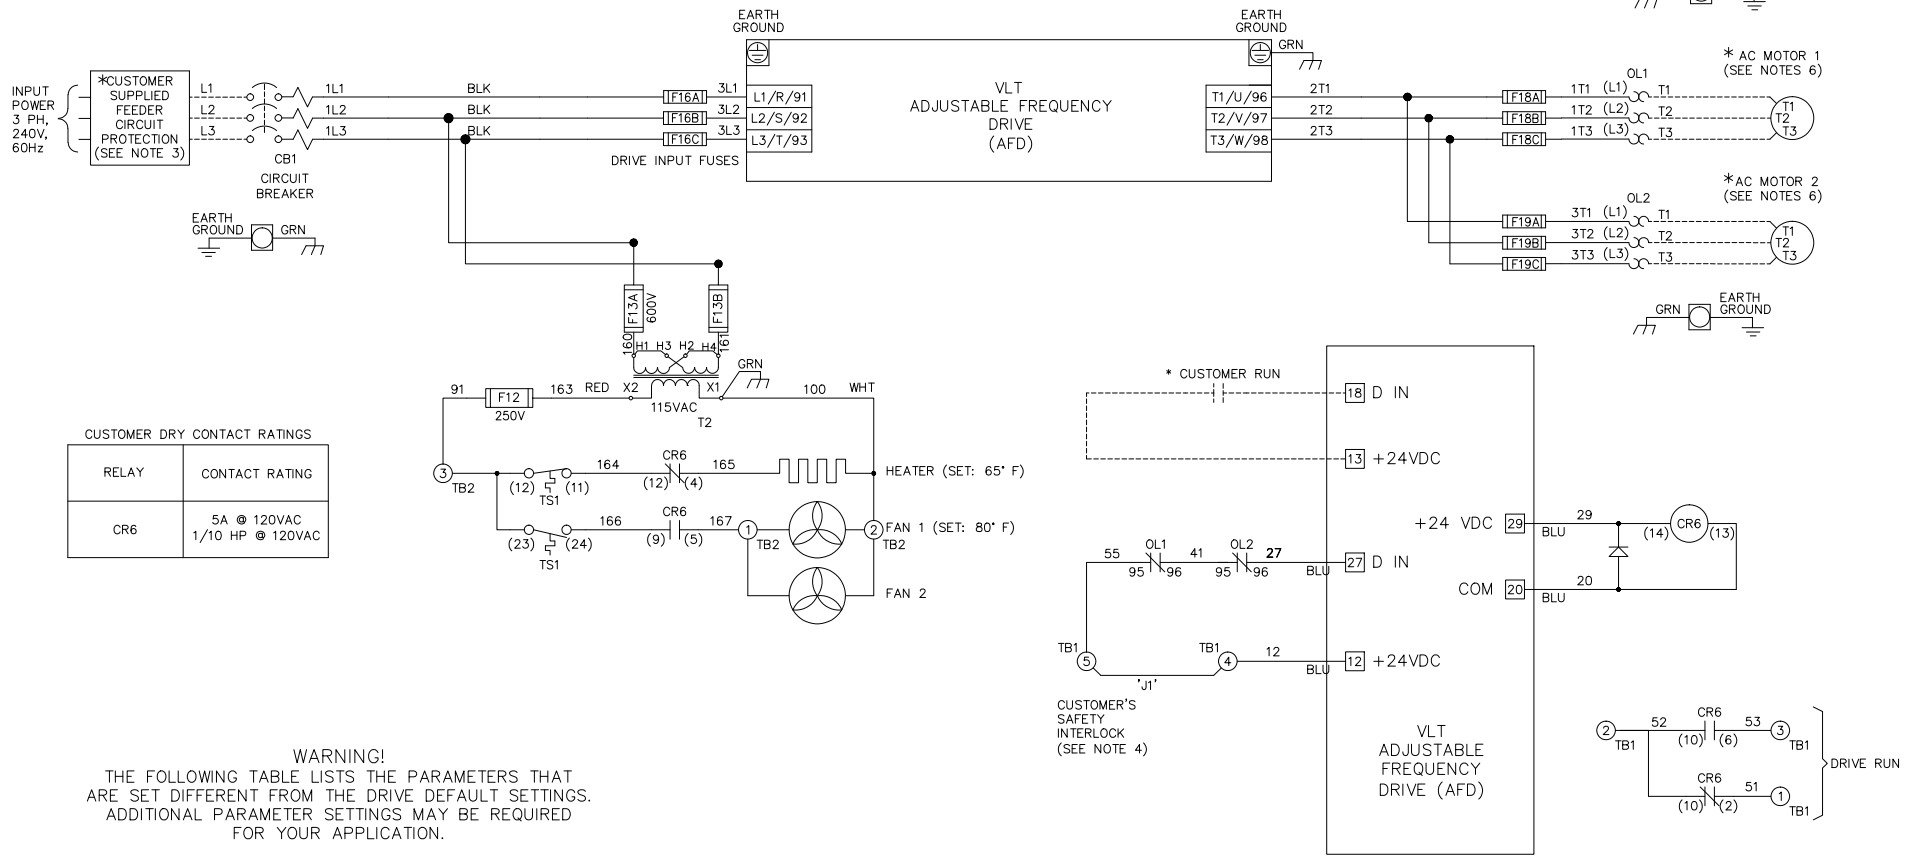 EARTH
GROUND
EARTH
GROUND
GRN
INPUT
POWER
3 PH,
240V,
60Hz
*CUSTOMER
SUPPLIED
FEEDER
CIRCUIT
PROTECTION
(SEE NOTE 3)
L1
L2
L3
CB1
CIRCUIT
BREAKER
1L1
1L2
1L3
BLK
BLK
BLK
F16A
F16B
F16C
3L1
3L2
3L3
DRIVE INPUT FUSES
L1/R/91
L2/S/92
L3/T/93
VLT
ADJUSTABLE FREQUENCY
DRIVE
(AFD)
T1/U/96
T2/V/97
T3/W/98
2T1
2T2
2T3
F18A
F18B
F18C
1T1 (L1)
1T2 (L2)
1T3 (L3)
OL1
T1
T2
T3
* AC MOTOR 1
(SEE NOTES 6)
T1
T2
T3
F19A
F19B
F19C
3T1 (L1)
3T2 (L2)
3T3 (L3)
OL2
T1
T2
T3
*AC MOTOR 2
(SEE NOTES 6)
T1
T2
T3
GRN
EARTH
GROUND
EARTH
GROUND
GRN
F13A
600V
F13B
160
161
H1 H3 H2 H4
GRN
91
F12
250V
163
RED
X2
X1
115VAC
T2
100
WHT
3
TB2
(12)
(11)
TS1
164
CR6
(12)
(4)
165
HEATER (SET: 65° F)
(23)
(24)
TS1
166
CR6
(9)
(5)
167
1
TB2
2
TB2
FAN 1 (SET: 80° F)
FAN 2
CUSTOMER DRY CONTACT RATINGS
RELAY
CONTACT RATING
CR6
5A @ 120VAC
1/10 HP @ 120VAC
* CUSTOMER RUN
18
D IN
13
+24VDC
55
OL1
95
96
41
OL2
95
96
27
BLU
27
D IN
TB1
5
'J1'
TB1
4
12
BLU
12
+24VDC
CUSTOMER'S
SAFETY
INTERLOCK
(SEE NOTE 4)
+24 VDC
29
29
BLU
(14)
CR6
(13)
COM
20
20
BLU
VLT
ADJUSTABLE
FREQUENCY
DRIVE (AFD)
2
TB1
52
CR6
(10)
(6)
53
3
TB1
CR6
(10)
(2)
51
1
TB1
DRIVE RUN
WARNING!
THE FOLLOWING TABLE LISTS THE PARAMETERS THAT
ARE SET DIFFERENT FROM THE DRIVE DEFAULT SETTINGS.
ADDITIONAL PARAMETER SETTINGS MAY BE REQUIRED
FOR YOUR APPLICATION.